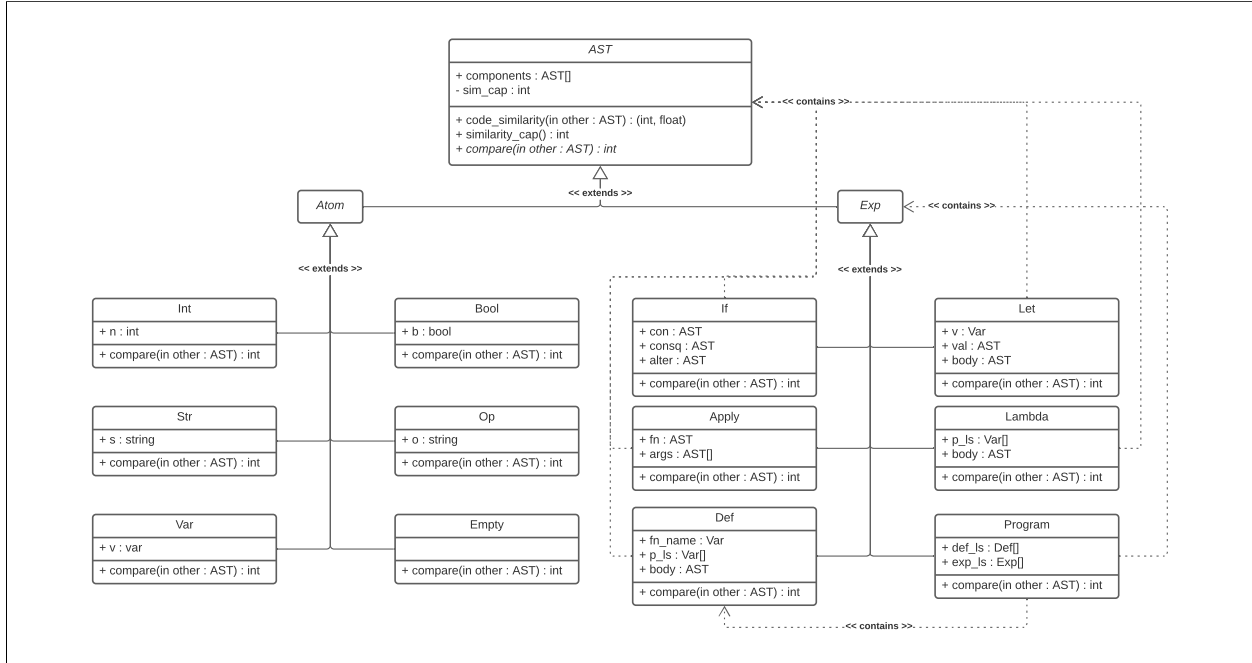 AST
+ components : AST[]
- sim_cap : int
+ code_similarity(in other : AST) : (int, float)
+ similarity_cap() : int
+ compare(in other : AST) : int
<< contains >>
<< extends >>
Atom
Exp
<< contains >>
<< extends >>
<< extends >>
Int
+ n : int
+ compare(in other : AST) : int
Bool
+ b : bool
+ compare(in other : AST) : int
If
+ con : AST
+ consq : AST
+ alter : AST
+ compare(in other : AST) : int
Let
+ v : Var
+ val : AST
+ body : AST
+ compare(in other : AST) : int
Str
+ s : string
+ compare(in other : AST) : int
Op
+ o : string
+ compare(in other : AST) : int
Apply
+ fn : AST
+ args : AST[]
+ compare(in other : AST) : int
Lambda
+ p_ls : Var[]
+ body : AST
+ compare(in other : AST) : int
Var
+ v : var
+ compare(in other : AST) : int
Empty
+ compare(in other : AST) : int
Def
+ fn_name : Var
+ p_ls : Var[]
+ body : AST
+ compare(in other : AST) : int
Program
+ def_ls : Def[]
+ exp_ls : Exp[]
+ compare(in other : AST) : int
<< contains >>